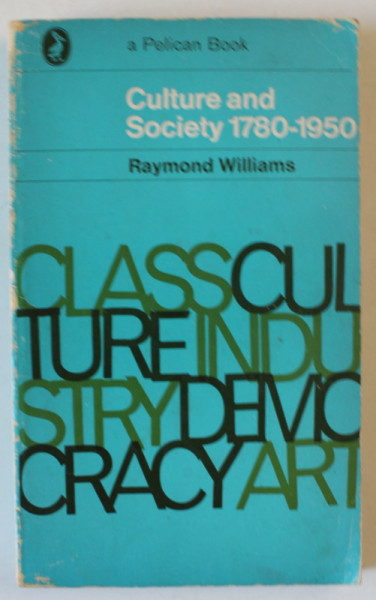 a Pelican Book
Culture and
Society 1780-1950
Raymond Williams
CLASSCUL
TUREINDU
STRYDEMO
CRACYART